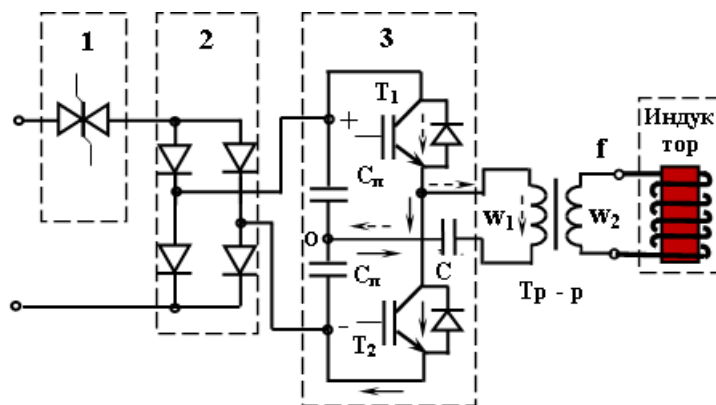 1
2
3
T₁
+
Cп
o
Cп
-
T₂
C
w₁
w₂
Тр - р
f
Индук
тор